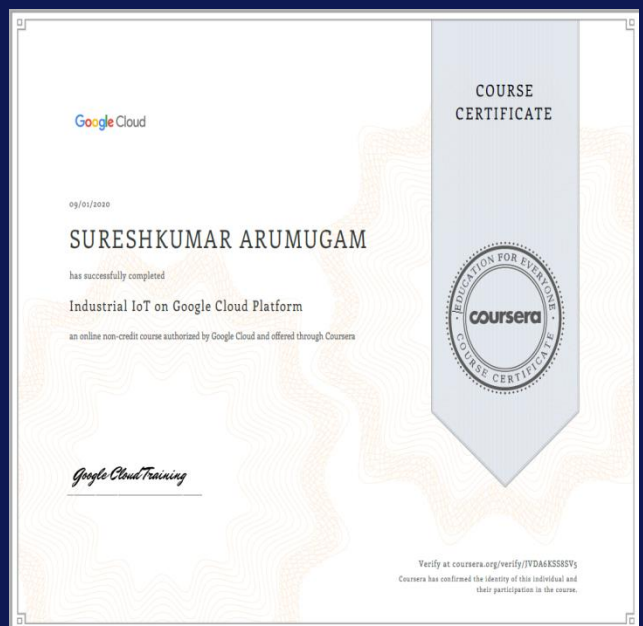 COURSE
CERTIFICATE
Google Cloud
09/01/2020
SURESHKUMAR ARUMUGAM
has successfully completed
Industrial IoT on Google Cloud Platform
an online non-credit course authorized by Google Cloud and offered through Coursera
EDUCATION FOR EVERYONE
coursera
COURSE CERTIFICATE
Google Cloud Training
Verify at coursera.org/verify/JVDA6KSS8SV5
Coursera has confirmed the identity of this individual and
their participation in the course.